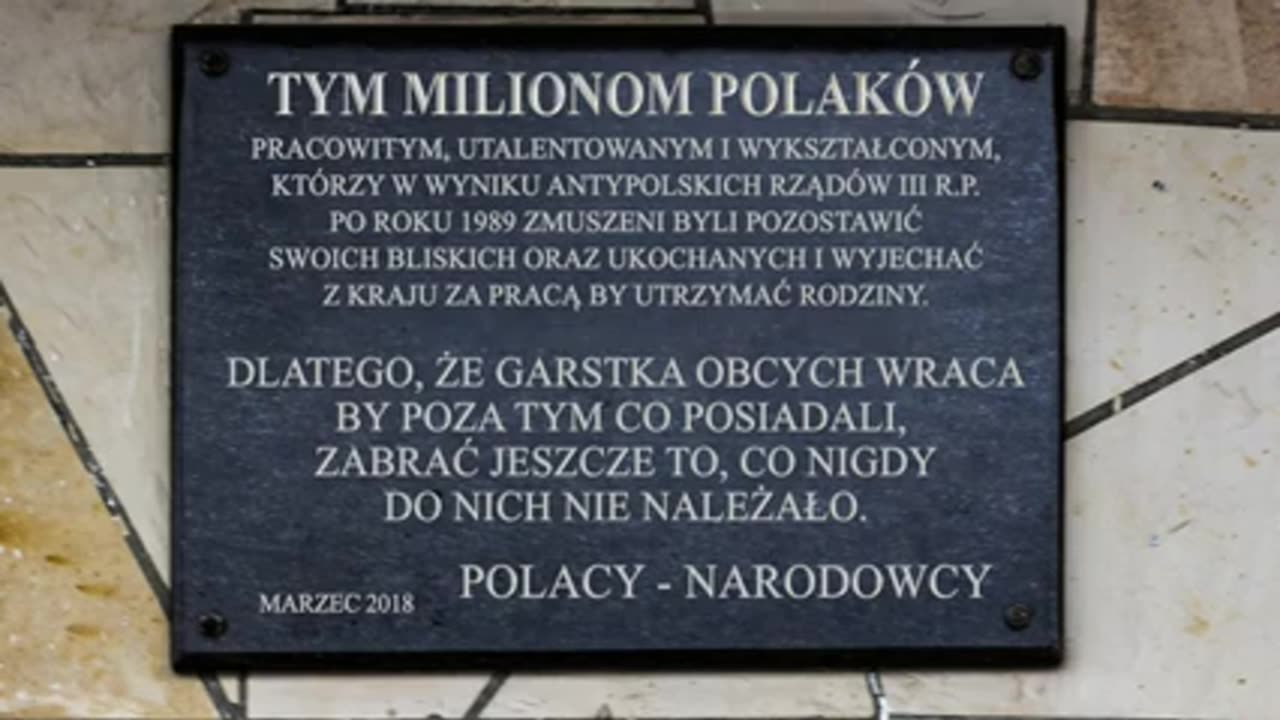 TYM MILIONOM POLAKÓW
PRACOWITYM, UTALENTOWANYM I WYKSZTAŁCONYM,
KTÓRZY W WYNIKU ANTYPOLSKICH RZĄDÓW III R.P.
PO ROKU 1989 ZMUSZENI BYLI POZOSTAWIĆ
SWOICH BLISKICH ORAZ UKOCHANYCH I WYJECHAĆ
Z KRAJU ZA PRACĄ BY UTRZYMAĆ RODZINY.
DLATEGO, ŻE GARSTKA OBCYCH WRACA
BY POZA TYM CO POSIADALI,
ZABRAĆ JESZCZE TO, CO NIGDY
DO NICH NIE NALEŻAŁO.
POLACY - NARODOWCY
MARZEC 2018